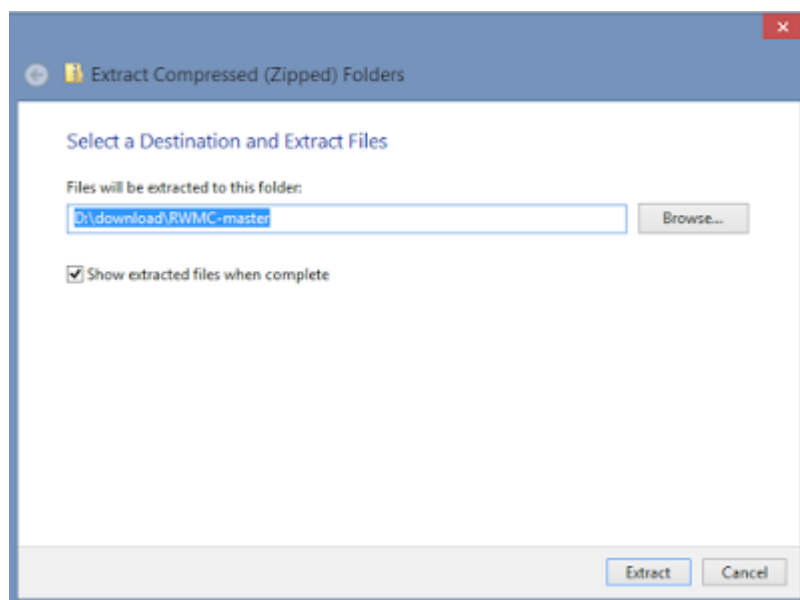 Extract Compressed (Zipped) Folders
Select a Destination and Extract Files
Files will be extracted to this folder:
D:\download\RWMC-master
Browse...
Show extracted files when complete
Extract
Cancel